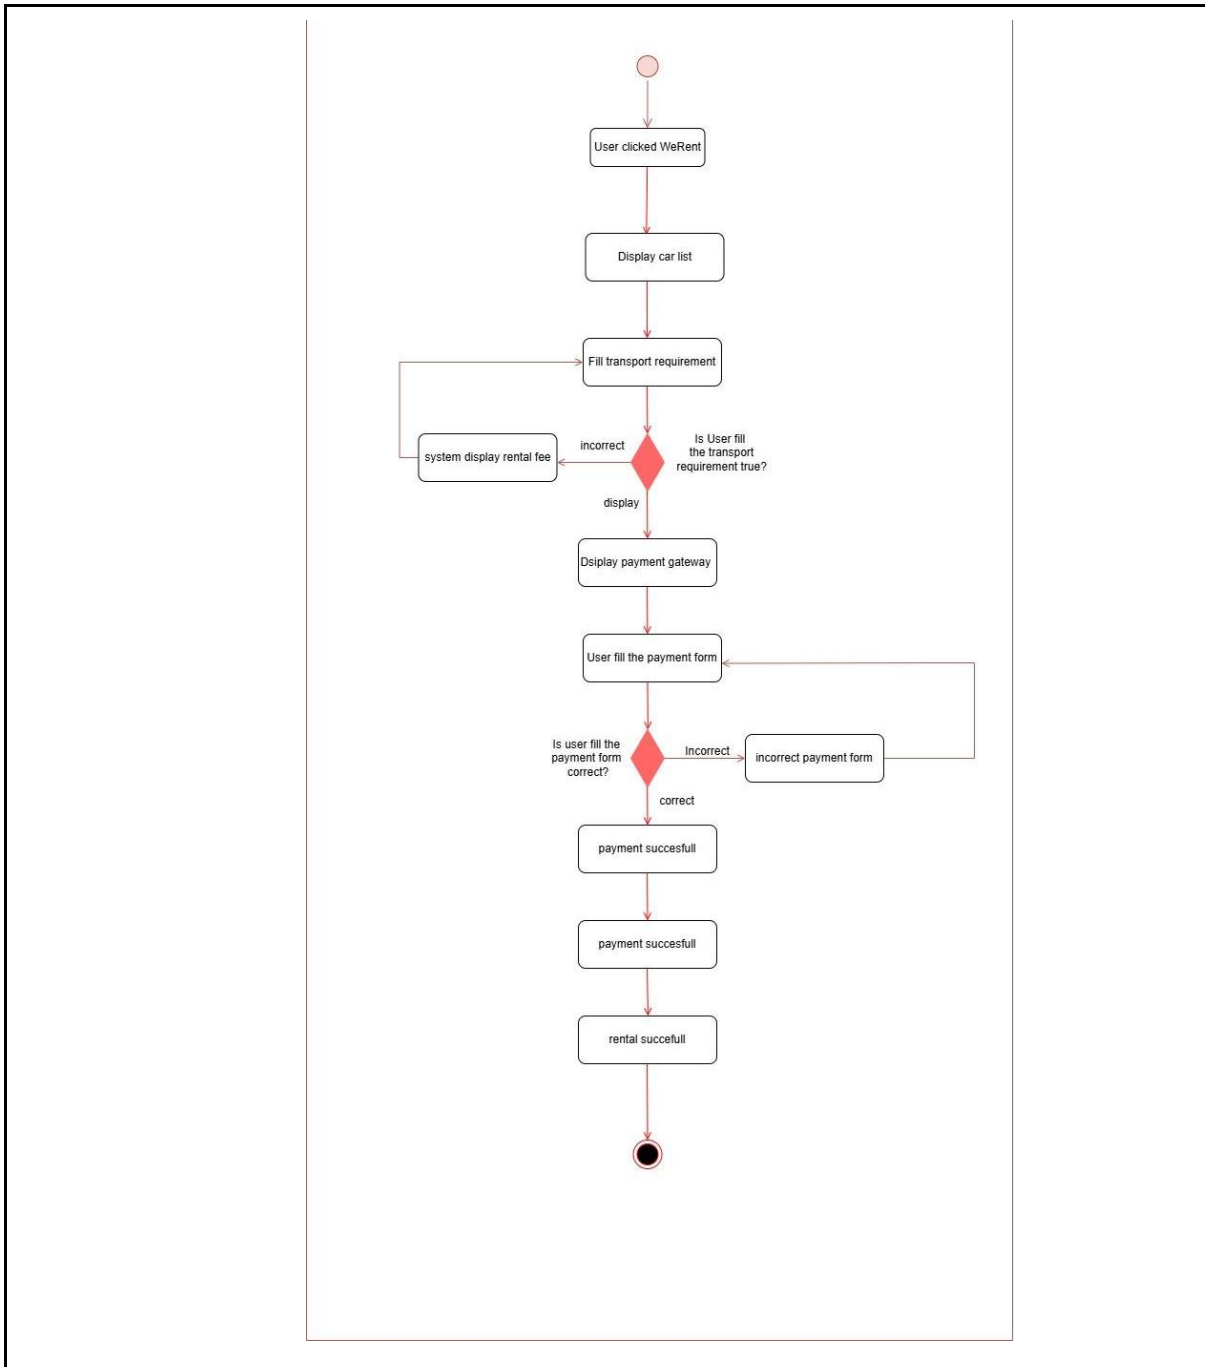 User clicked WeRent
Display car list
Fill transport requirement
incorrect
Is User fill
the transport
requirement true?
system display rental fee
display
Dsiplay payment gateway
User fill the payment form
Is user fill the
payment form
correct?
Incorrect
incorrect payment form
correct
payment succesfull
payment succesfull
rental succefull